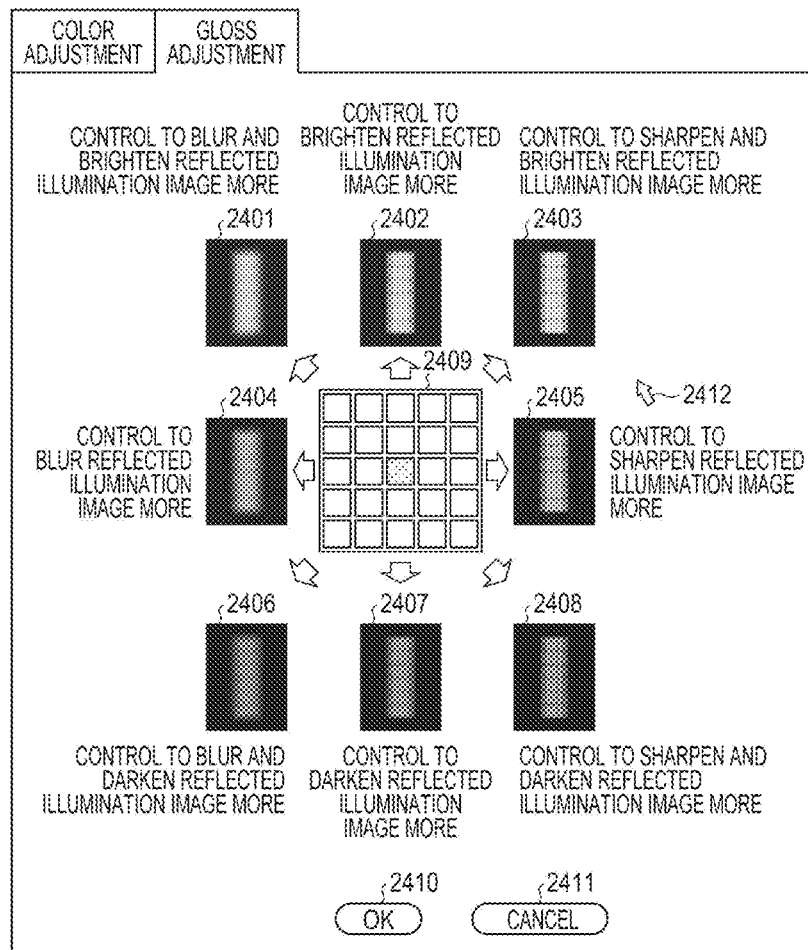 COLOR
ADJUSTMENT
GLOSS
ADJUSTMENT
CONTROL TO BLUR AND
BRIGHTEN REFLECTED
ILLUMINATION IMAGE MORE
CONTROL TO
BRIGHTEN REFLECTED
ILLUMINATION
IMAGE MORE
CONTROL TO SHARPEN AND
BRIGHTEN REFLECTED
ILLUMINATION IMAGE MORE
2401
2402
2403
2409
2404
2405
2412
CONTROL TO
BLUR REFLECTED
ILLUMINATION
IMAGE MORE
CONTROL TO
SHARPEN REFLECTED
ILLUMINATION IMAGE
MORE
2406
2407
2408
CONTROL TO BLUR AND
DARKEN REFLECTED
ILLUMINATION IMAGE MORE
CONTROL TO
DARKEN REFLECTED
ILLUMINATION
IMAGE MORE
CONTROL TO SHARPEN AND
DARKEN REFLECTED
ILLUMINATION IMAGE MORE
2410
2411
OK
CANCEL